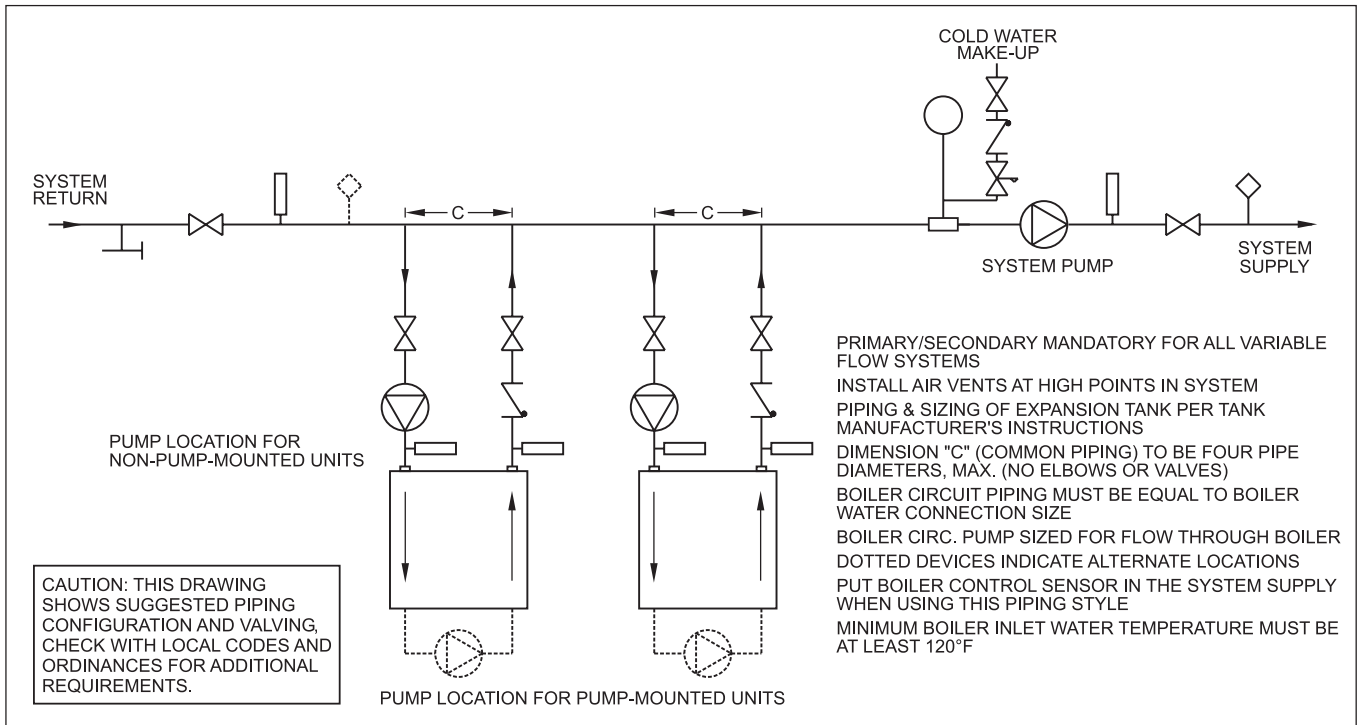 COLD WATER
MAKE-UP
SYSTEM
RETURN
C
C
SYSTEM PUMP
SYSTEM
SUPPLY
PUMP LOCATION FOR
NON-PUMP-MOUNTED UNITS
PRIMARY/SECONDARY MANDATORY FOR ALL VARIABLE
FLOW SYSTEMS
INSTALL AIR VENTS AT HIGH POINTS IN SYSTEM
PIPING & SIZING OF EXPANSION TANK PER TANK
MANUFACTURER'S INSTRUCTIONS
DIMENSION "C" (COMMON PIPING) TO BE FOUR PIPE
DIAMETERS, MAX. (NO ELBOWS OR VALVES)
BOILER CIRCUIT PIPING MUST BE EQUAL TO BOILER
WATER CONNECTION SIZE
BOILER CIRC. PUMP SIZED FOR FLOW THROUGH BOILER
DOTTED DEVICES INDICATE ALTERNATE LOCATIONS
PUT BOILER CONTROL SENSOR IN THE SYSTEM SUPPLY
WHEN USING THIS PIPING STYLE
MINIMUM BOILER INLET WATER TEMPERATURE MUST BE
AT LEAST 120°F
CAUTION: THIS DRAWING
SHOWS SUGGESTED PIPING
CONFIGURATION AND VALVING,
CHECK WITH LOCAL CODES AND
ORDINANCES FOR ADDITIONAL
REQUIREMENTS.
PUMP LOCATION FOR PUMP-MOUNTED UNITS